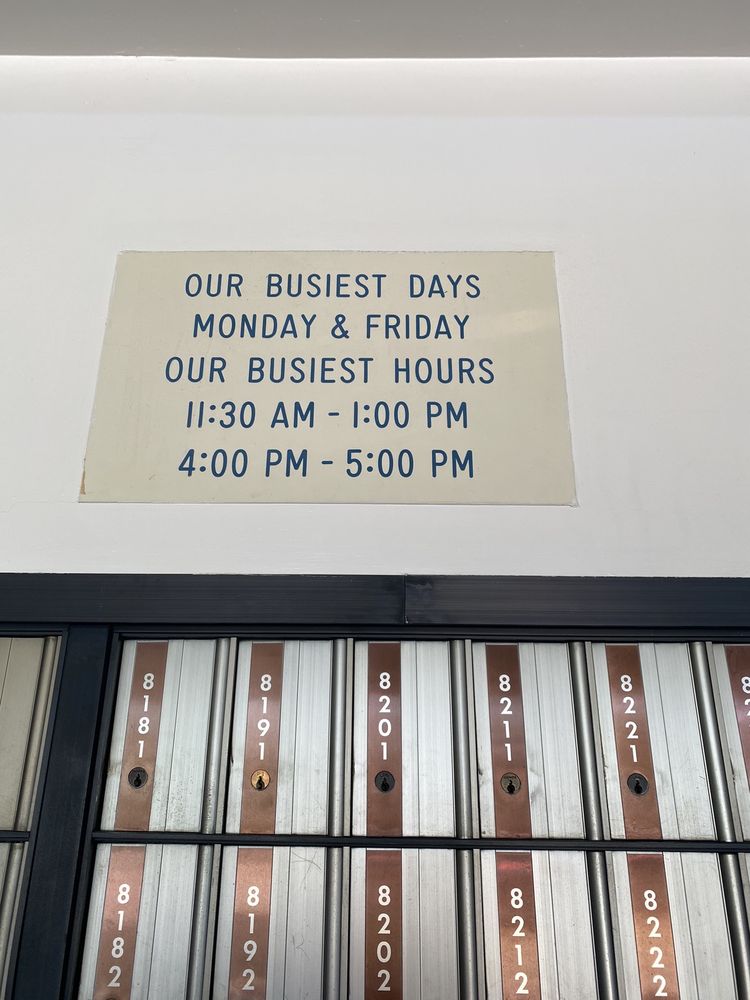 OUR BUSIEST DAYS
MONDAY & FRIDAY
OUR BUSIEST HOURS
11:30 AM - 1:00 PM
4:00 PM - 5:00 PM
8181
8191
8201
8211
8221
8182
8192
8202
8212
8222